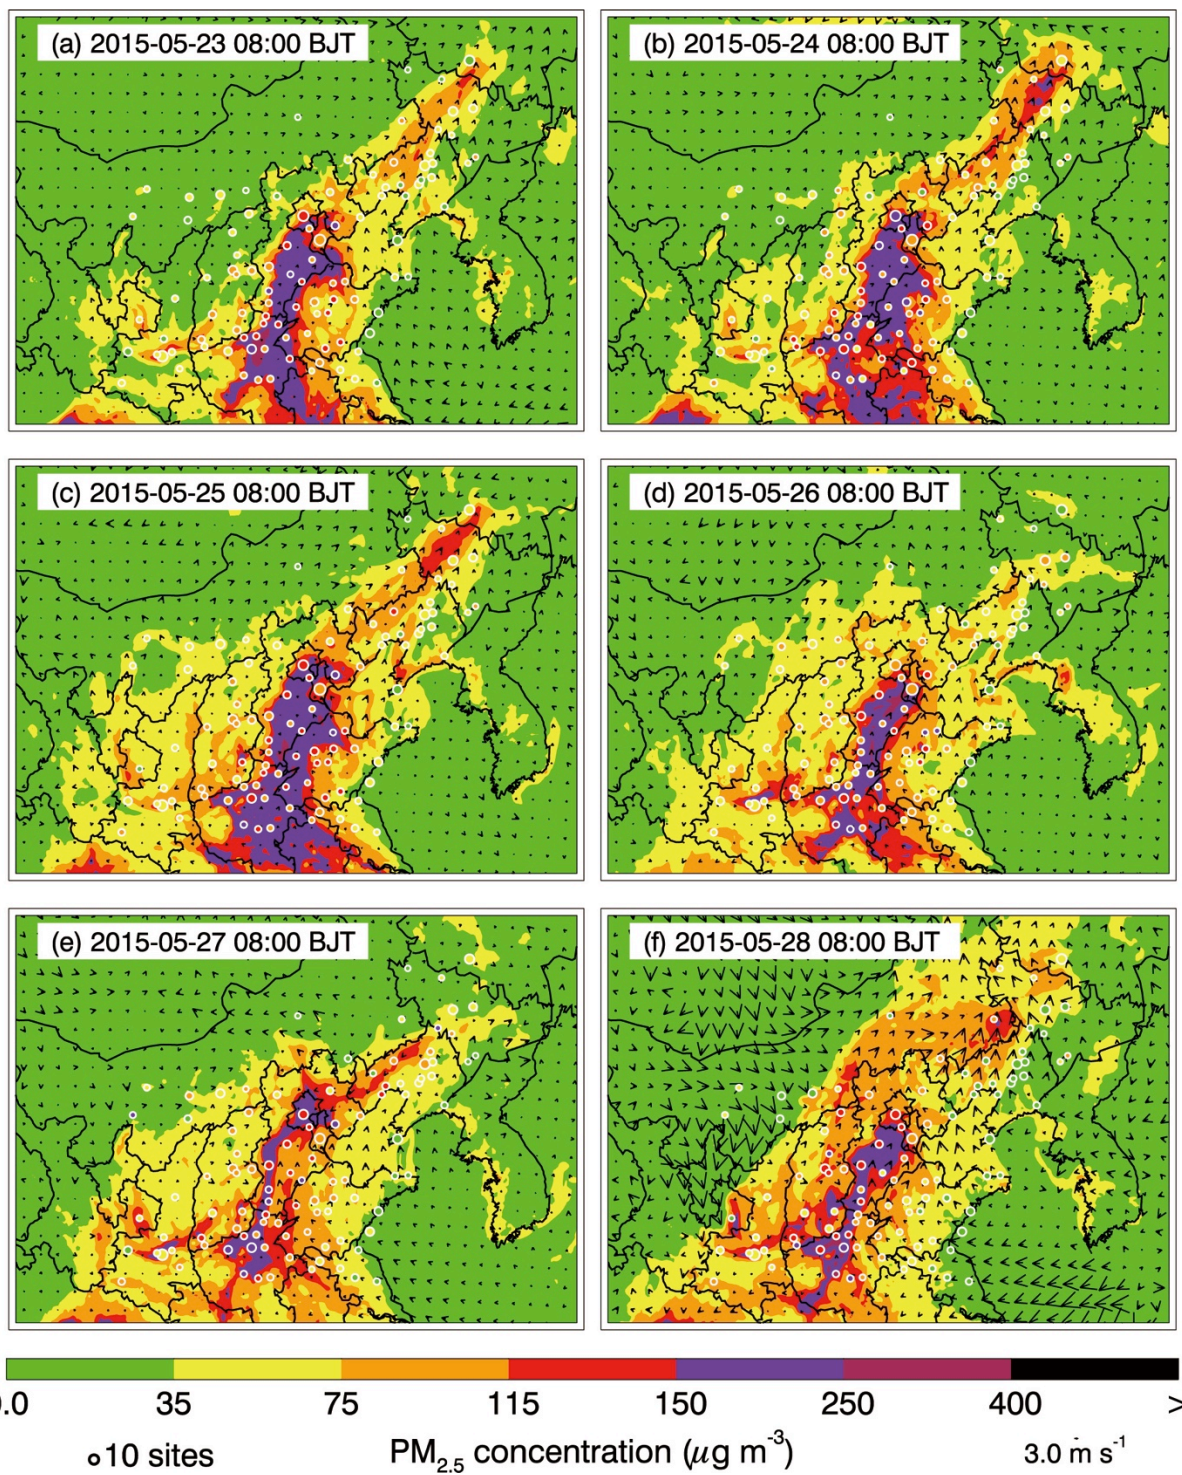 (a) 2015-05-23 08:00 BJT
(b) 2015-05-24 08:00 BJT
(c) 2015-05-25 08:00 BJT
(d) 2015-05-26 08:00 BJT
(e) 2015-05-27 08:00 BJT
(f) 2015-05-28 08:00 BJT
0.0 35 75 115 150 250 400 >
10 sites PM2.5 concentration (μg m-3) 3.0 m s-1